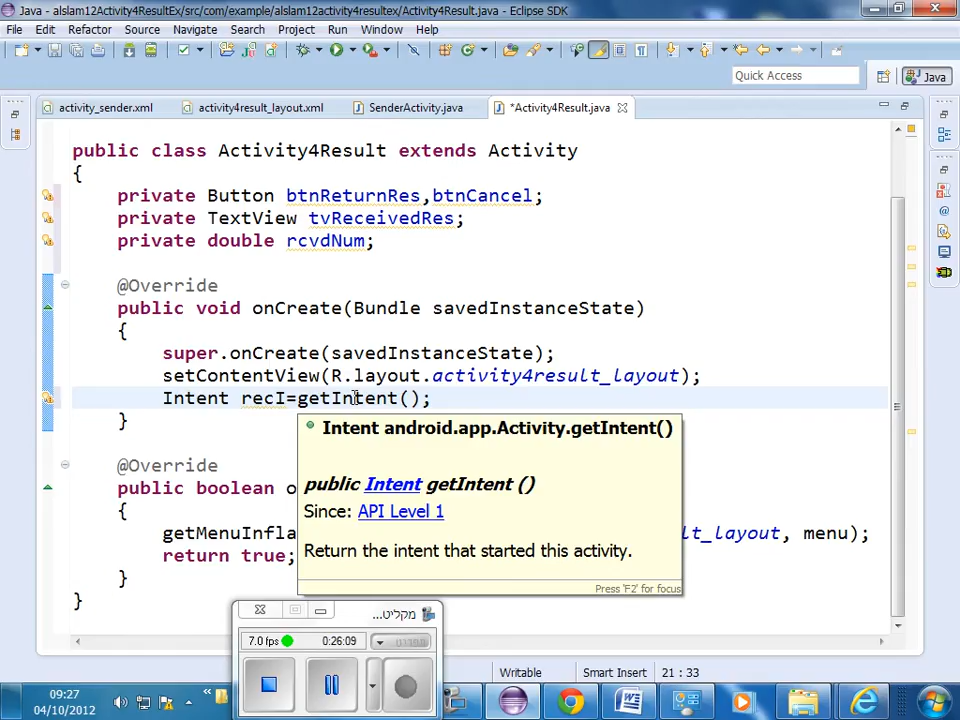 Java - alslam12Activity4ResultEx/src/com/example/alslam12activity4resultex/Activity4Result.java - Eclipse SDK
File Edit Refactor Source Navigate Search Project Run Window Help
Quick Access
Java
activity_sender.xml activity4result_layout.xml SenderActivity.java *Activity4Result.java
public class Activity4Result extends Activity
{
private Button btnReturnRes,btnCancel;
private TextView tvReceivedRes;
private double rcvdNum;
@Override
public void onCreate(Bundle savedInstanceState)
{
super.onCreate(savedInstanceState);
setContentView(R.layout.activity4result_layout);
Intent recI=getIntent();
}
Intent android.app.Activity.getIntent()
@Override
public boolean o
public Intent getIntent ()
{
Since: API Level 1
getMenuInfla
lt_layout, menu);
return true;
Return the intent that started this activity.
}
Press 'F2' for focus
}
מקליט...
7.0 fps 0:26:09
Writable Smart Insert 21 : 33
09:27
04/10/2012